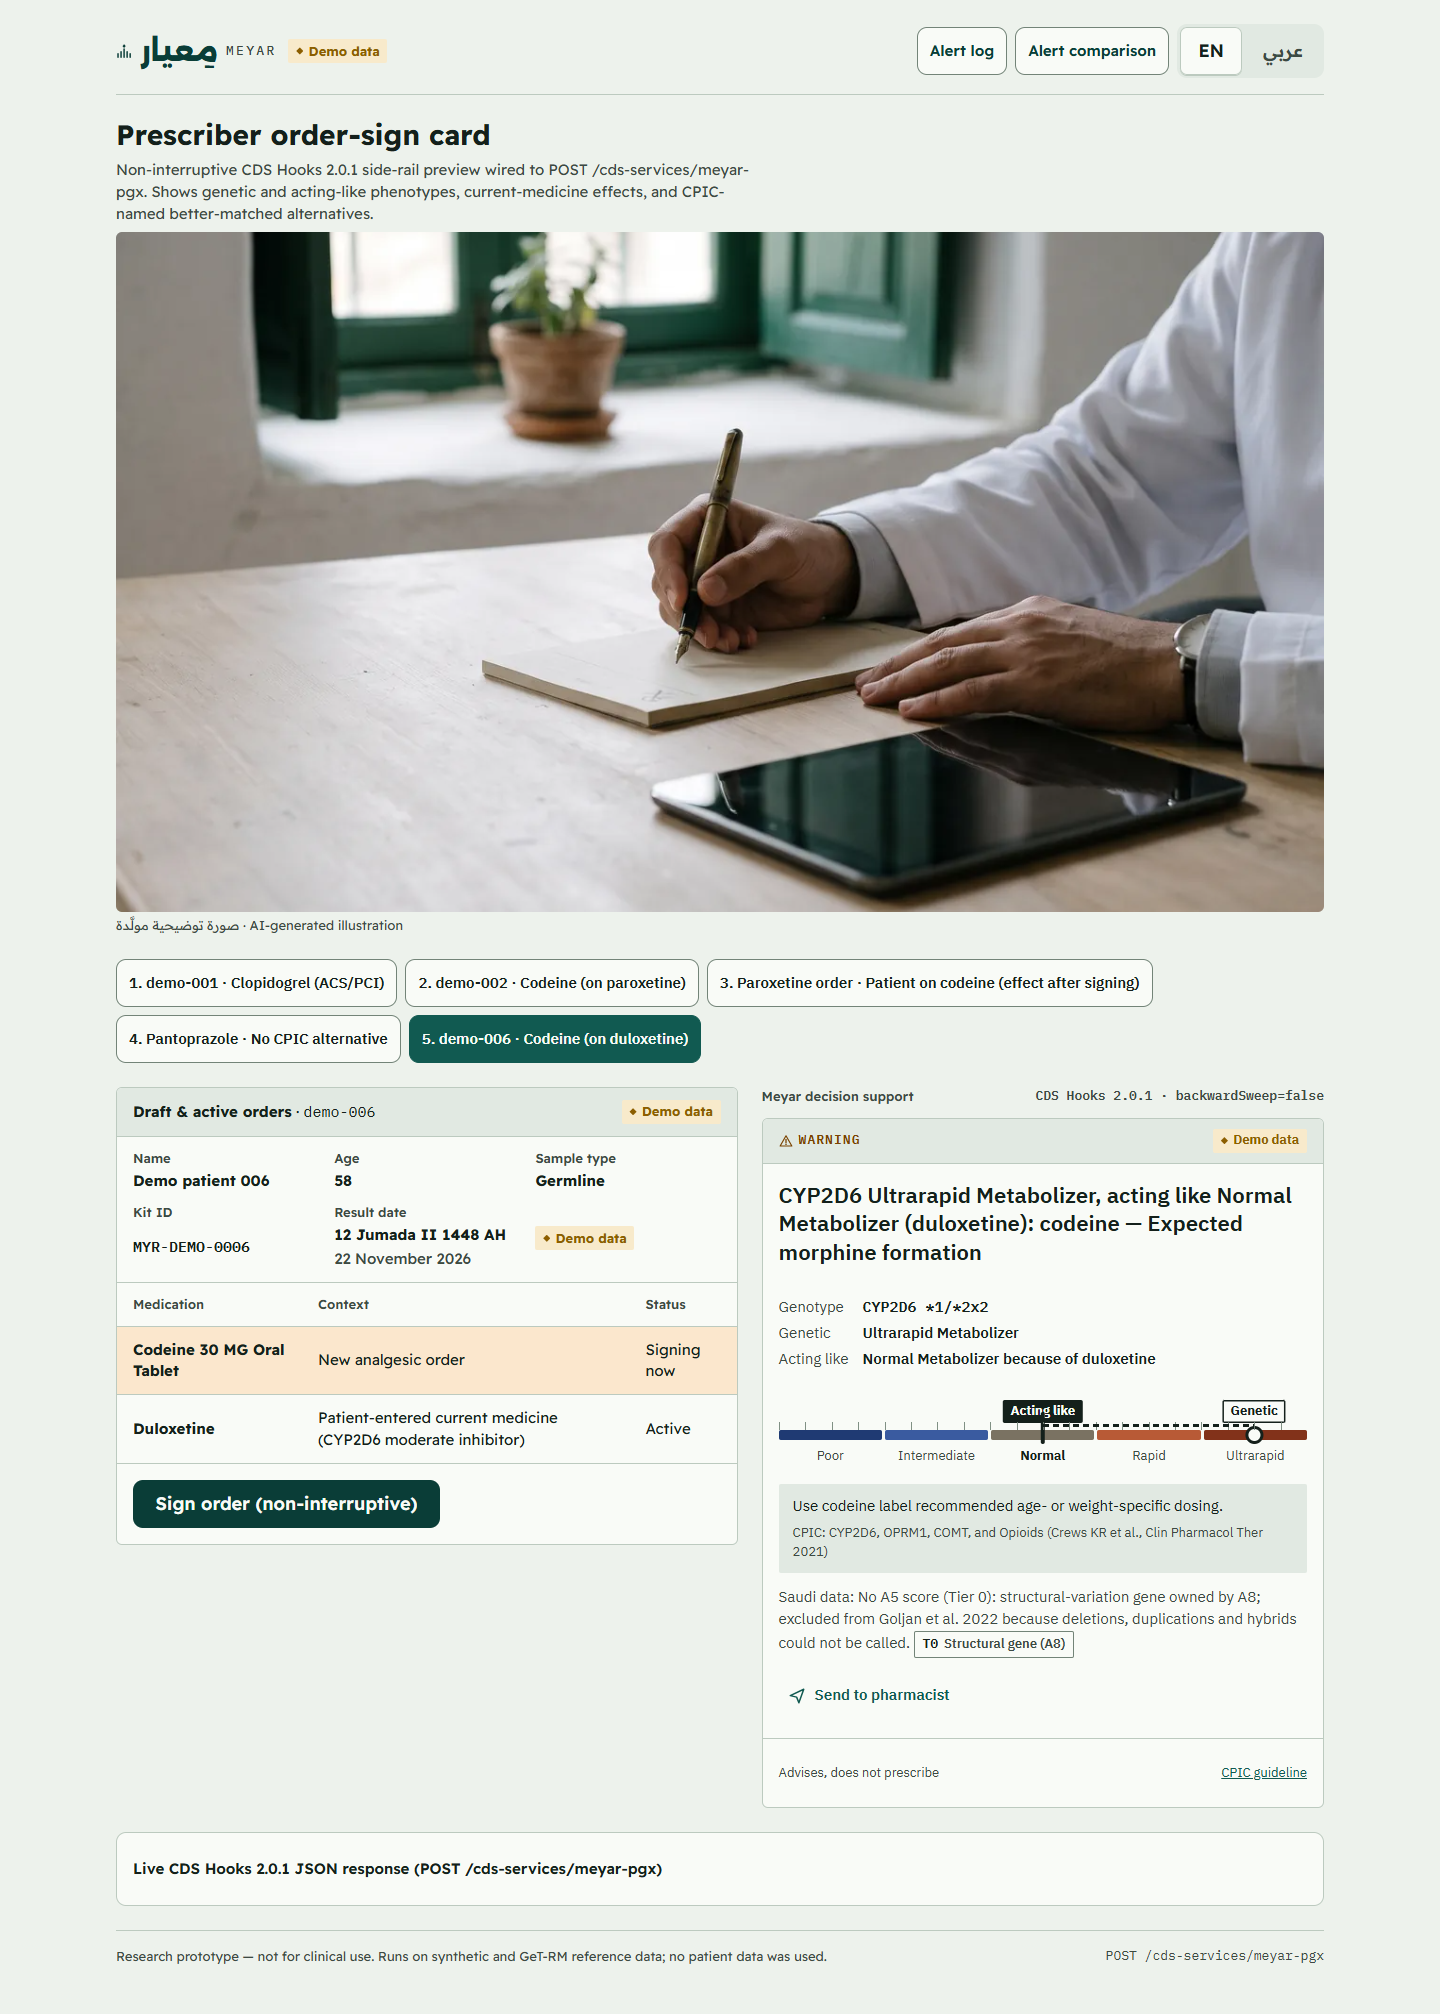 مِعيار MEYAR ◆ Demo data
Alert log
Alert comparison
EN
عربي
Prescriber order-sign card
Non-interruptive CDS Hooks 2.0.1 side-rail preview wired to POST /cds-services/meyar-
pgx. Shows genetic and acting-like phenotypes, current-medicine effects, and CPIC-
named better-matched alternatives.
صورة توضيحية مولَّدة · AI-generated illustration
1. demo-001 · Clopidogrel (ACS/PCI)
2. demo-002 · Codeine (on paroxetine)
3. Paroxetine order · Patient on codeine (effect after signing)
4. Pantoprazole · No CPIC alternative
5. demo-006 · Codeine (on duloxetine)
Draft & active orders · demo-006
◆ Demo data
Name
Age
Sample type
Demo patient 006
58
Germline
Kit ID
Result date
MYR-DEMO-0006
12 Jumada II 1448 AH
22 November 2026
◆ Demo data
Medication
Context
Status
Codeine 30 MG Oral
Tablet
New analgesic order
Signing
now
Duloxetine
Patient-entered current medicine
(CYP2D6 moderate inhibitor)
Active
Sign order (non-interruptive)
Meyar decision support
CDS Hooks 2.0.1 · backwardSweep=false
WARNING
◆ Demo data
CYP2D6 Ultrarapid Metabolizer, acting like Normal
Metabolizer (duloxetine): codeine — Expected
morphine formation
Genotype CYP2D6 *1/*2x2
Genetic Ultrarapid Metabolizer
Acting like Normal Metabolizer because of duloxetine
Acting like
Genetic
Poor
Intermediate
Normal
Rapid
Ultrarapid
Use codeine label recommended age- or weight-specific dosing.
CPIC: CYP2D6, OPRM1, COMT, and Opioids (Crews KR et al., Clin Pharmacol Ther
2021)
Saudi data: No A5 score (Tier 0): structural-variation gene owned by A8;
excluded from Goljan et al. 2022 because deletions, duplications and hybrids
could not be called. T0 Structural gene (A8)
Send to pharmacist
Advises, does not prescribe
CPIC guideline
Live CDS Hooks 2.0.1 JSON response (POST /cds-services/meyar-pgx)
Research prototype — not for clinical use. Runs on synthetic and GeT-RM reference data; no patient data was used.
POST /cds-services/meyar-pgx